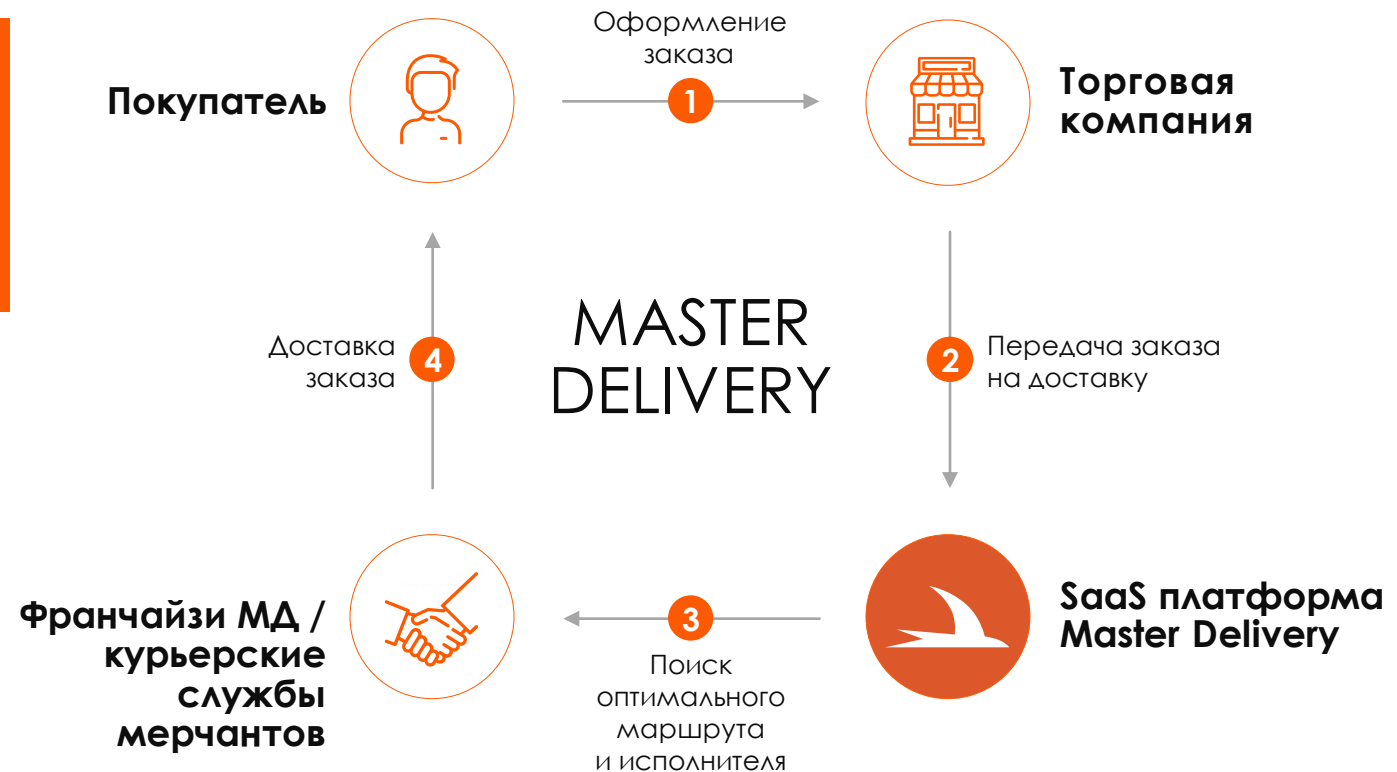 Оформление
заказа
1
Покупатель
Торговая
компания
MASTER
DELIVERY
Доставка
заказа
4
2
Передача заказа
на доставку
Франчайзи МД /
курьерские
службы
мерчантов
3
Поиск
оптимального
маршрута
и исполнителя
SaaS платформа
Master Delivery